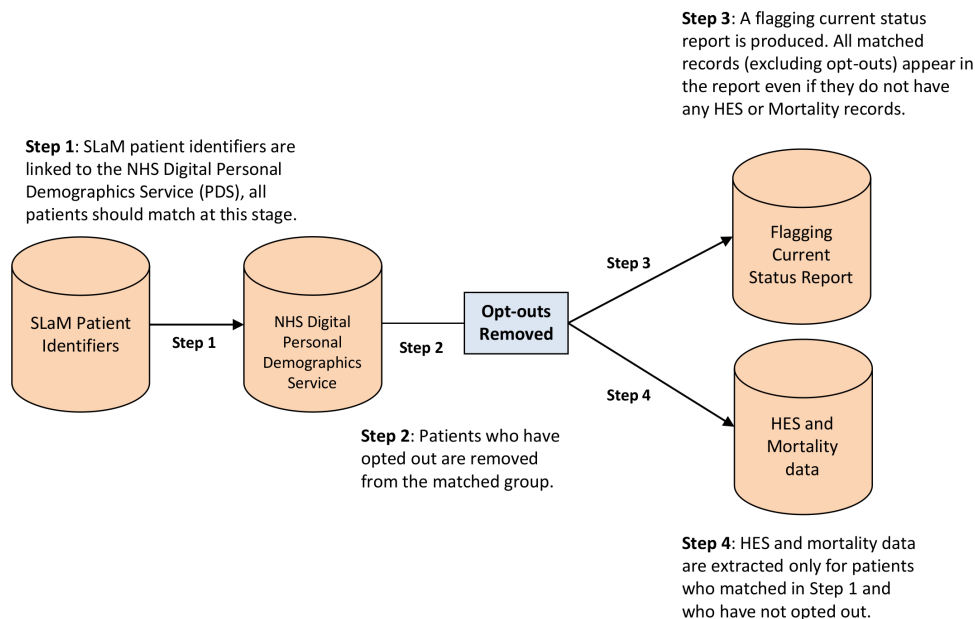 Step 3: A flagging current status
report is produced. All matched
records (excluding opt-outs) appear in
the report even if they do not have
any HES or Mortality records.
Step 1: SLaM patient identifiers are
linked to the NHS Digital Personal
Demographics Service (PDS), all
patients should match at this stage.
SLaM Patient
Identifiers
Step 1
NHS Digital
Personal
Demographics
Service
Step 2
Opt-outs
Removed
Step 3
Flagging
Current
Status Report
Step 4
HES and
Mortality
data
Step 2: Patients who have
opted out are removed
from the matched group.
Step 4: HES and mortality data
are extracted only for patients
who matched in Step 1 and
who have not opted out.